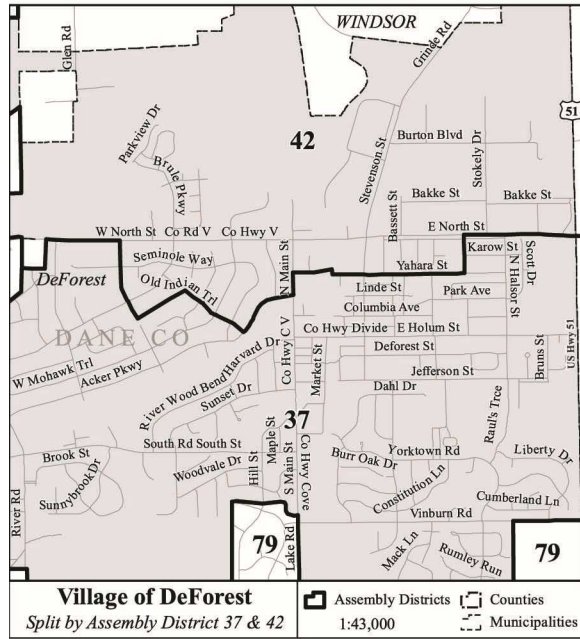 WINDSOR
Glen Rd
Grinde Rd
51
Parkview Dr
42
Burton Blvd
Stevenson St
Stokely Dr
Brule Pkwy
Bassett St
Bakke St
Bakke St
W North St Co Rd V Co Hwy V
E North St
Seminole Way
N Main St
Karow St
Scott Dr
DeForest
Yahara St
N Halsor St
Old Indian Trl
Linde St
Park Ave
Columbia Ave
DANE CO
Co Hwy C V
Co Hwy Divide E Holum St
US Hwy 51
Harvard Dr
Deforest St
Market St
Bruns St
W Mohawk Trl
Acker Pkwy
River Wood Bend
Jefferson St
Sunset Dr
Dahl Dr
37
Raul's Tree
Maple St
South Rd South St
Brook St
Woodvale Dr
Hill St
S Main St
Co Hwy Cove
Burr Oak Dr
Yorktown Rd
Liberty Dr
Constitution Ln
Sunnybrook Dr
Cumberland Ln
River Rd
Vinburn Rd
79
Lake Rd
Mack Ln
Rumley Run
79
Village of DeForest
Split by Assembly District 37 & 42
Assembly Districts
Counties
1:43,000
Municipalities